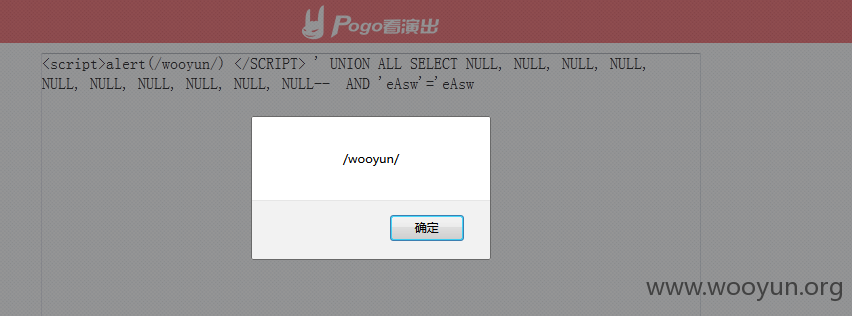 Pogo看演出
<script>alert(/wooyun/) </SCRIPT> ' UNION ALL SELECT NULL, NULL, NULL, NULL,
NULL, NULL, NULL, NULL, NULL, NULL-- AND 'eAsw'='eAsw
/wooyun/
确定
www.wooyun.org